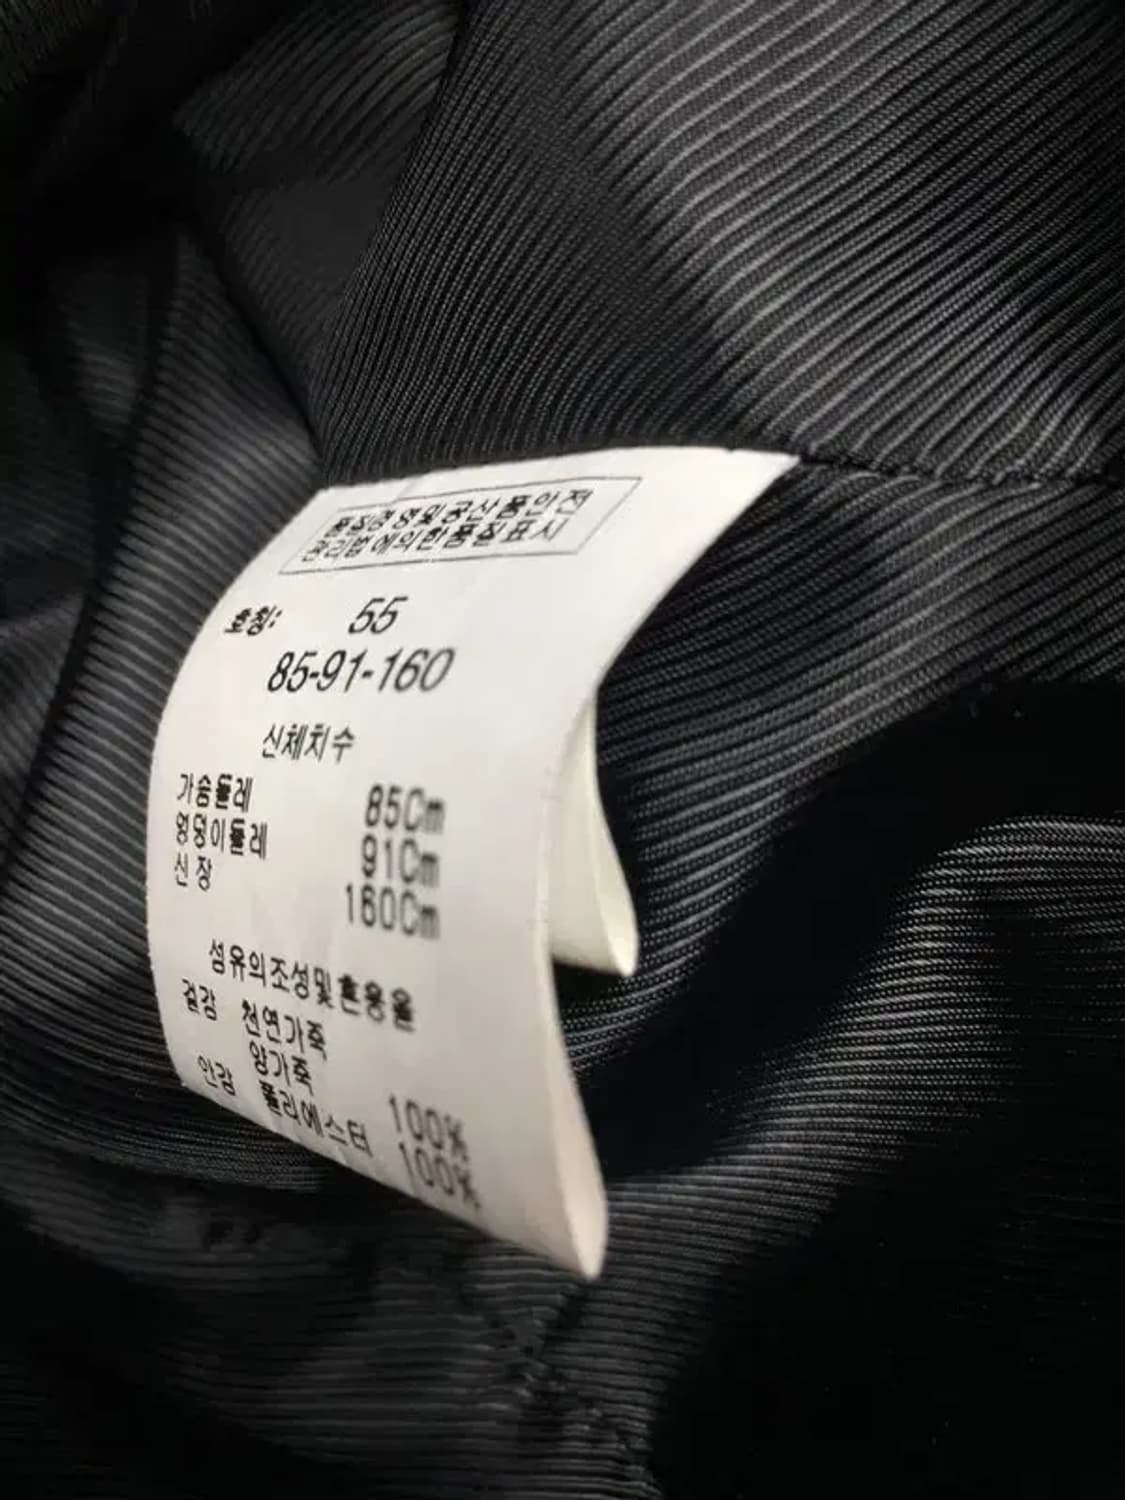 품질경영및공산품안전
관리법에의한품질표시
호칭: 55
85-91-160
신체치수
가슴둘레 85Cm
엉덩이둘레 91Cm
신장 160Cm
섬유의조성및혼용율
겉감 천연가죽
양가죽 100%
안감 폴리에스터 100%